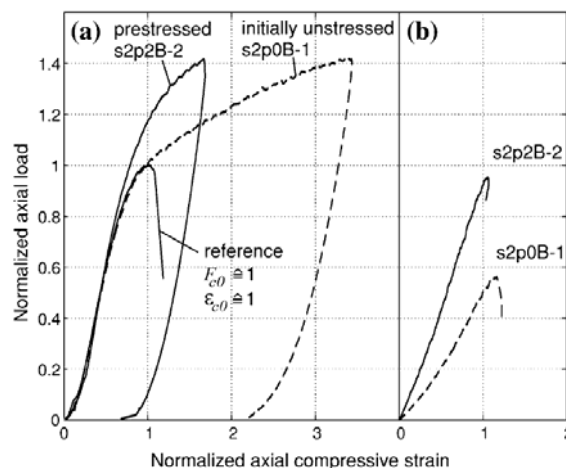 (a) prestressed
s2p2B-2
initially unstressed
s2p0B-1
(b)
1.4
1.2
1
0.8
0.6
0.4
0.2
0
Normalized axial load
reference
F_c0 ≙ 1
ε_c0 ≙ 1
s2p2B-2
s2p0B-1
0 1 2 3 0 1 2
Normalized axial compressive strain